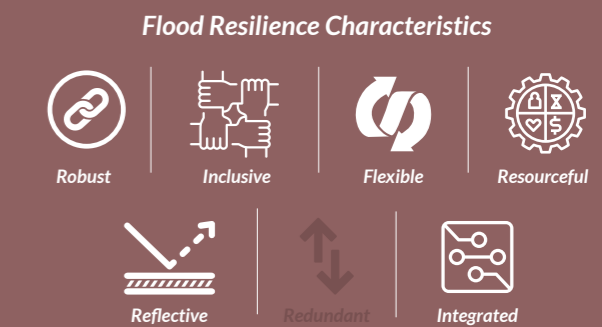 Flood Resilience Characteristics
Robust
Inclusive
Flexible
Resourceful
Reflective
Redundant
Integrated